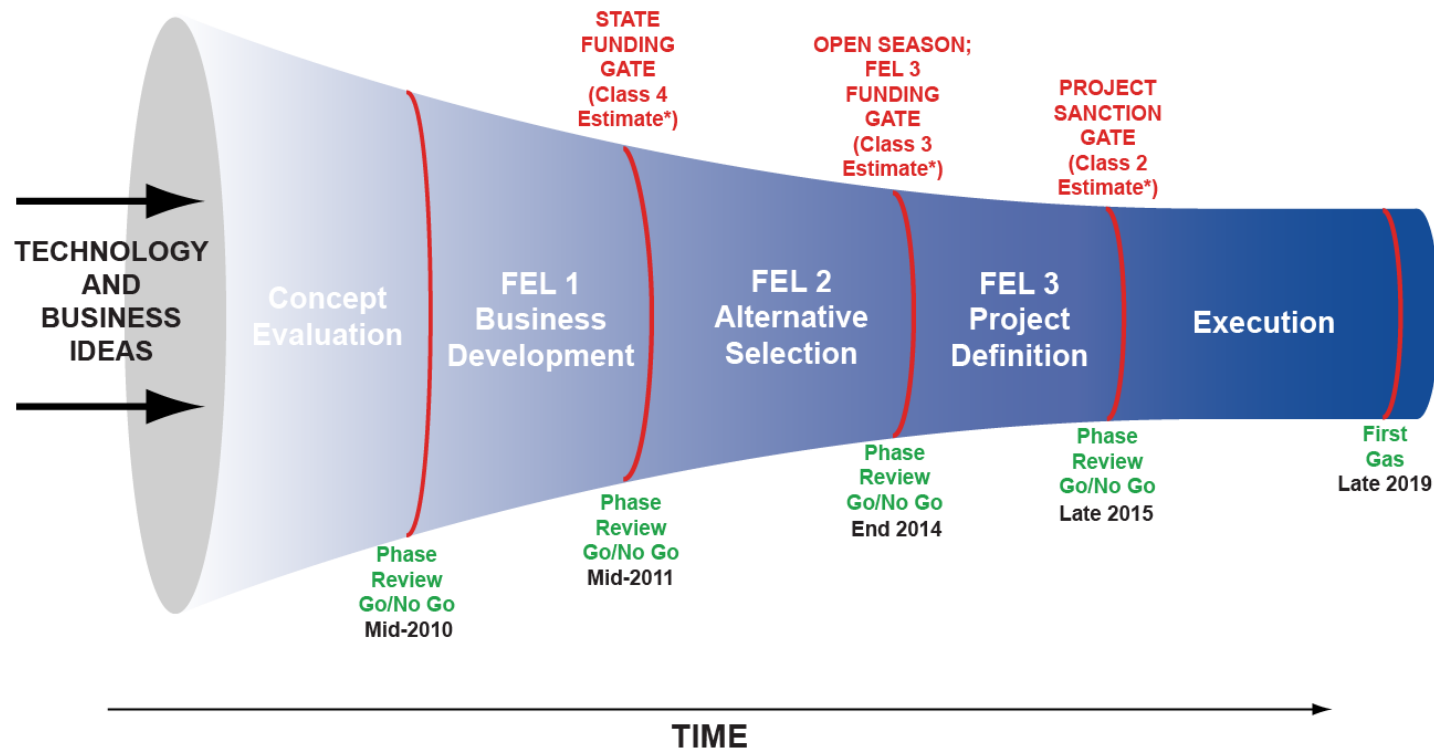 STATE
FUNDING
GATE
(Class 4
Estimate*)
OPEN SEASON;
FEL 3
FUNDING
GATE
(Class 3
Estimate*)
PROJECT
SANCTION
GATE
(Class 2
Estimate*)
TECHNOLOGY
AND
BUSINESS
IDEAS
Concept
Evaluation
FEL 1
Business
Development
FEL 2
Alternative
Selection
FEL 3
Project
Definition
Execution
Phase
Review
Go/No Go
Mid-2010
Phase
Review
Go/No Go
Mid-2011
Phase
Review
Go/No Go
End 2014
Phase
Review
Go/No Go
Late 2015
First
Gas
Late 2019
TIME